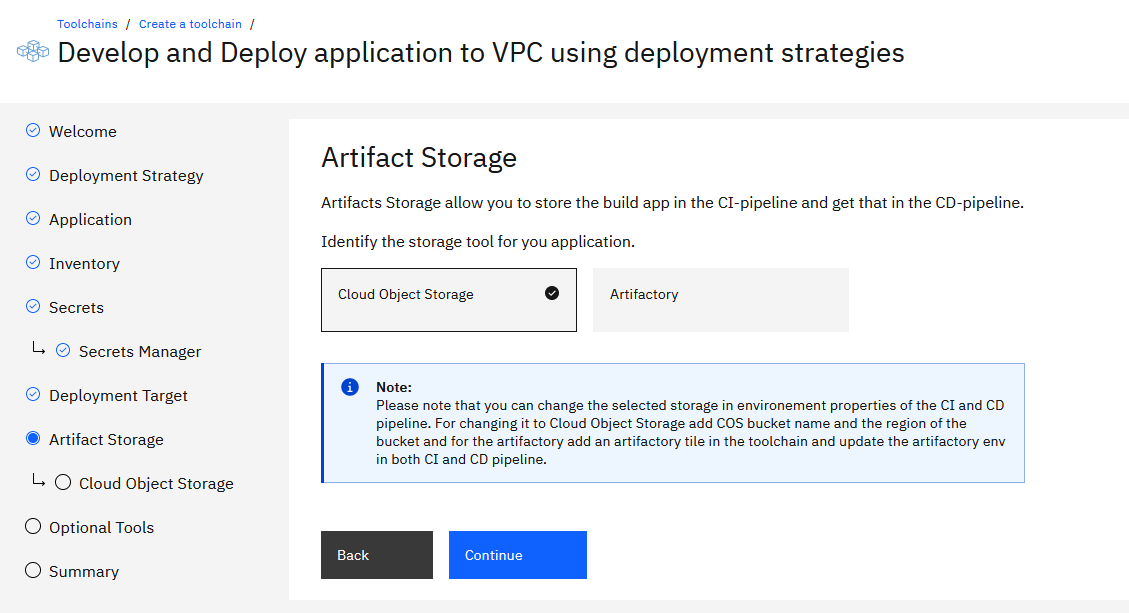 Toolchains / Create a toolchain /
Develop and Deploy application to VPC using deployment strategies
Welcome
Deployment Strategy
Application
Inventory
Secrets
Secrets Manager
Deployment Target
Artifact Storage
Cloud Object Storage
Optional Tools
Summary
Artifact Storage
Artifacts Storage allow you to store the build app in the CI-pipeline and get that in the CD-pipeline.
Identify the storage tool for you application.
Cloud Object Storage
Artifactory
Note:
Please note that you can change the selected storage in environement properties of the CI and CD
pipeline. For changing it to Cloud Object Storage add COS bucket name and the region of the
bucket and for the artifactory add an artifactory tile in the toolchain and update the artifactory env
in both CI and CD pipeline.
Back
Continue